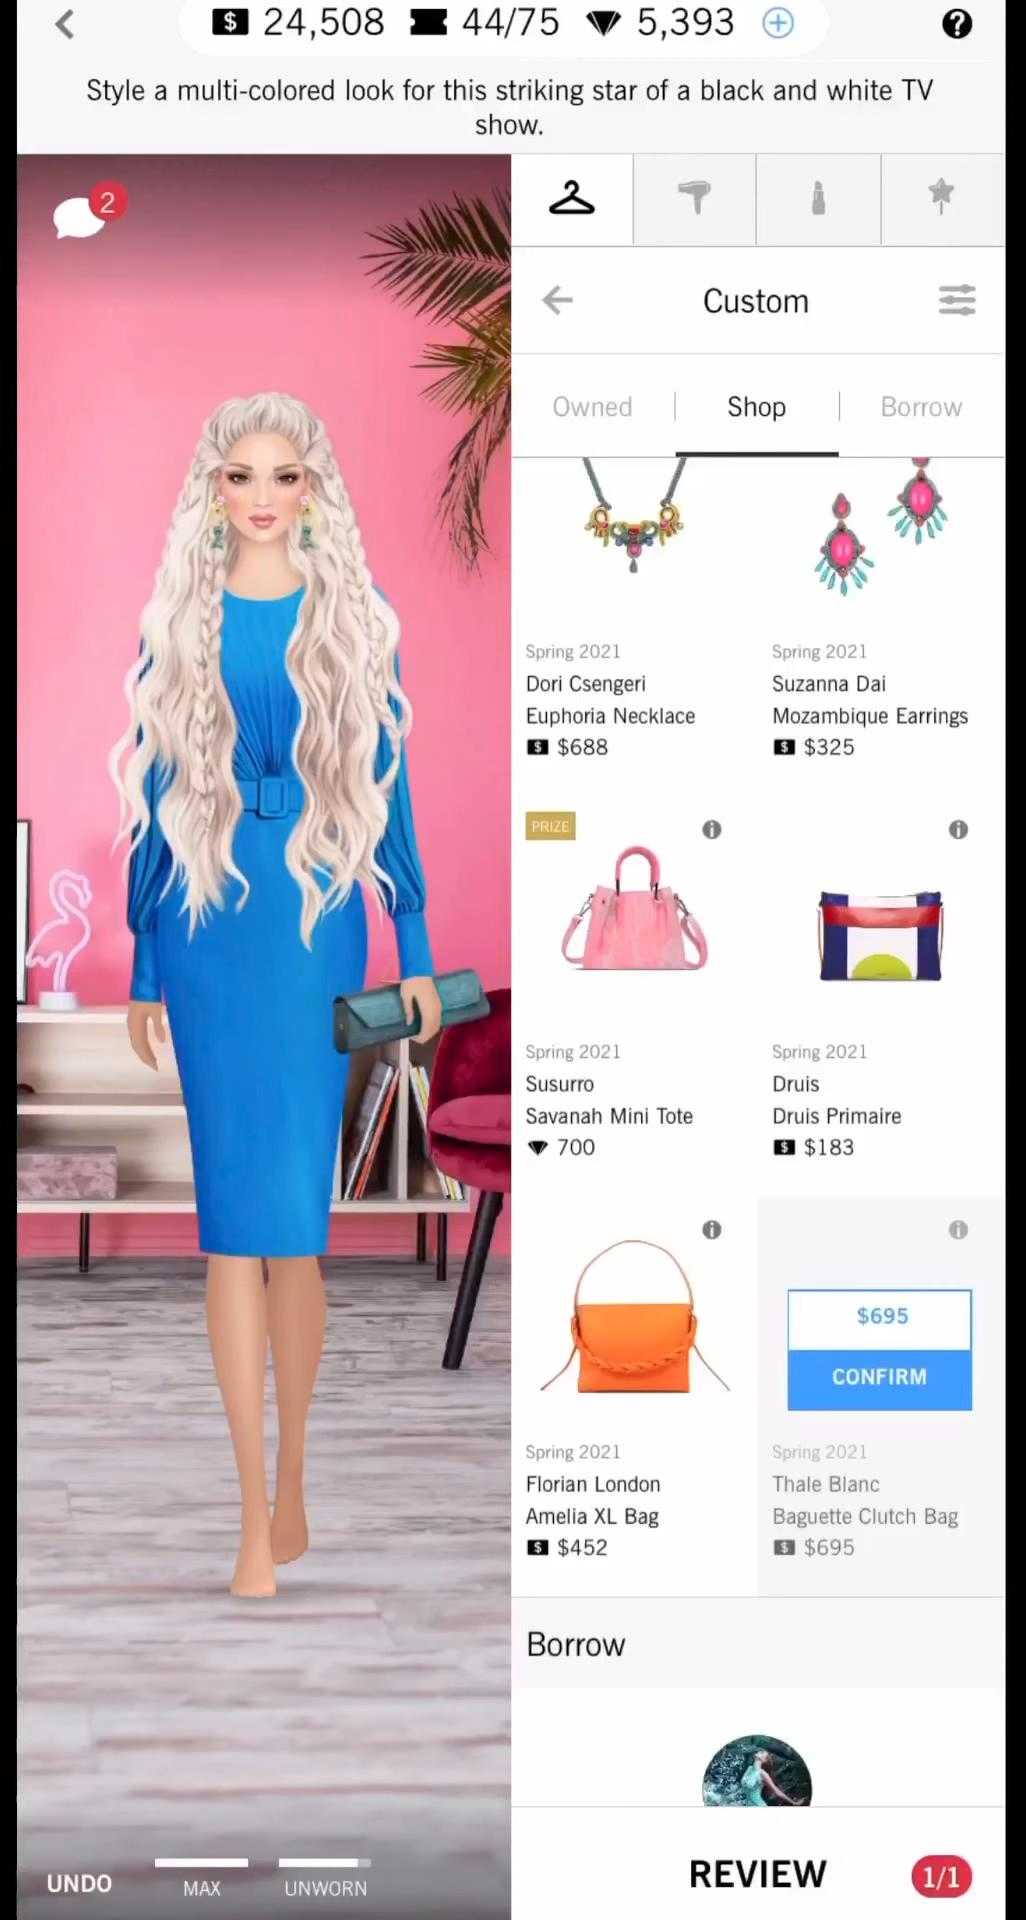 24,508 44/75 5,393
Style a multi-colored look for this striking star of a black and white TV
show.
2
Custom
Owned Shop Borrow
Spring 2021
Dori Csengeri
Euphoria Necklace
$ $688
Spring 2021
Suzanna Dai
Mozambique Earrings
$ $325
PRIZE
Spring 2021
Susurro
Savanah Mini Tote
700
Spring 2021
Druis
Druis Primaire
$ $183
Spring 2021
Florian London
Amelia XL Bag
$ $452
$695
CONFIRM
Spring 2021
Thale Blanc
Baguette Clutch Bag
$ $695
Borrow
UNDO
MAX
UNWORN
REVIEW
1/1